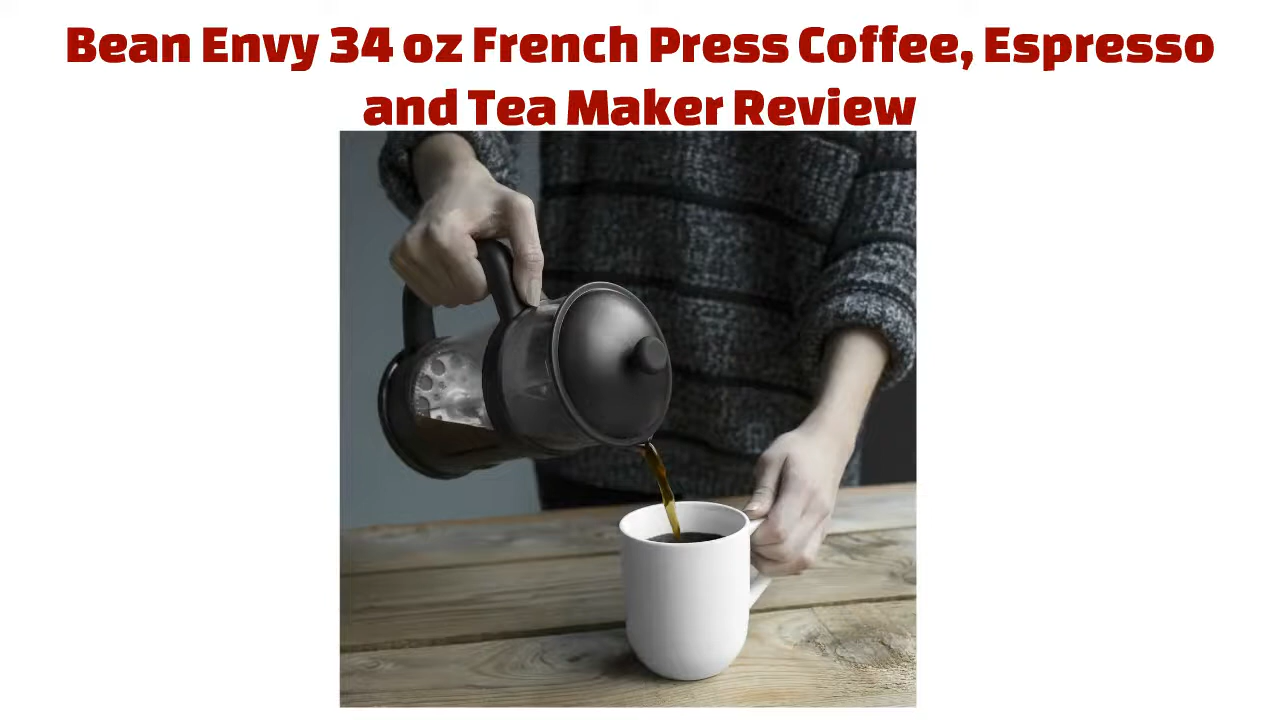 Bean Envy 34 oz French Press Coffee, Espresso
and Tea Maker Review